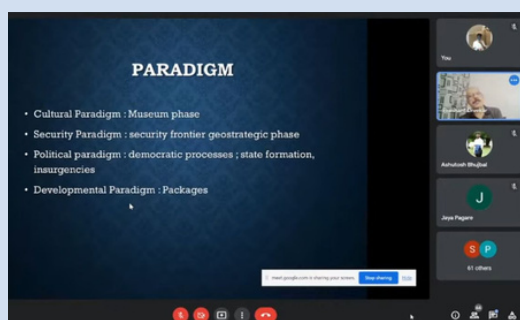 PARADIGM
• Cultural Paradigm : Museum phase
• Security Paradigm : security frontier geostrategic phase
• Political paradigm : democratic processes ; state formation,
insurgencies
• Developmental Paradigm : Packages
You
Ashutosh Bhujbal
J
Jaya Pagare
S P
61 others
meet.google.com is sharing your screen.
Stop sharing
Hide